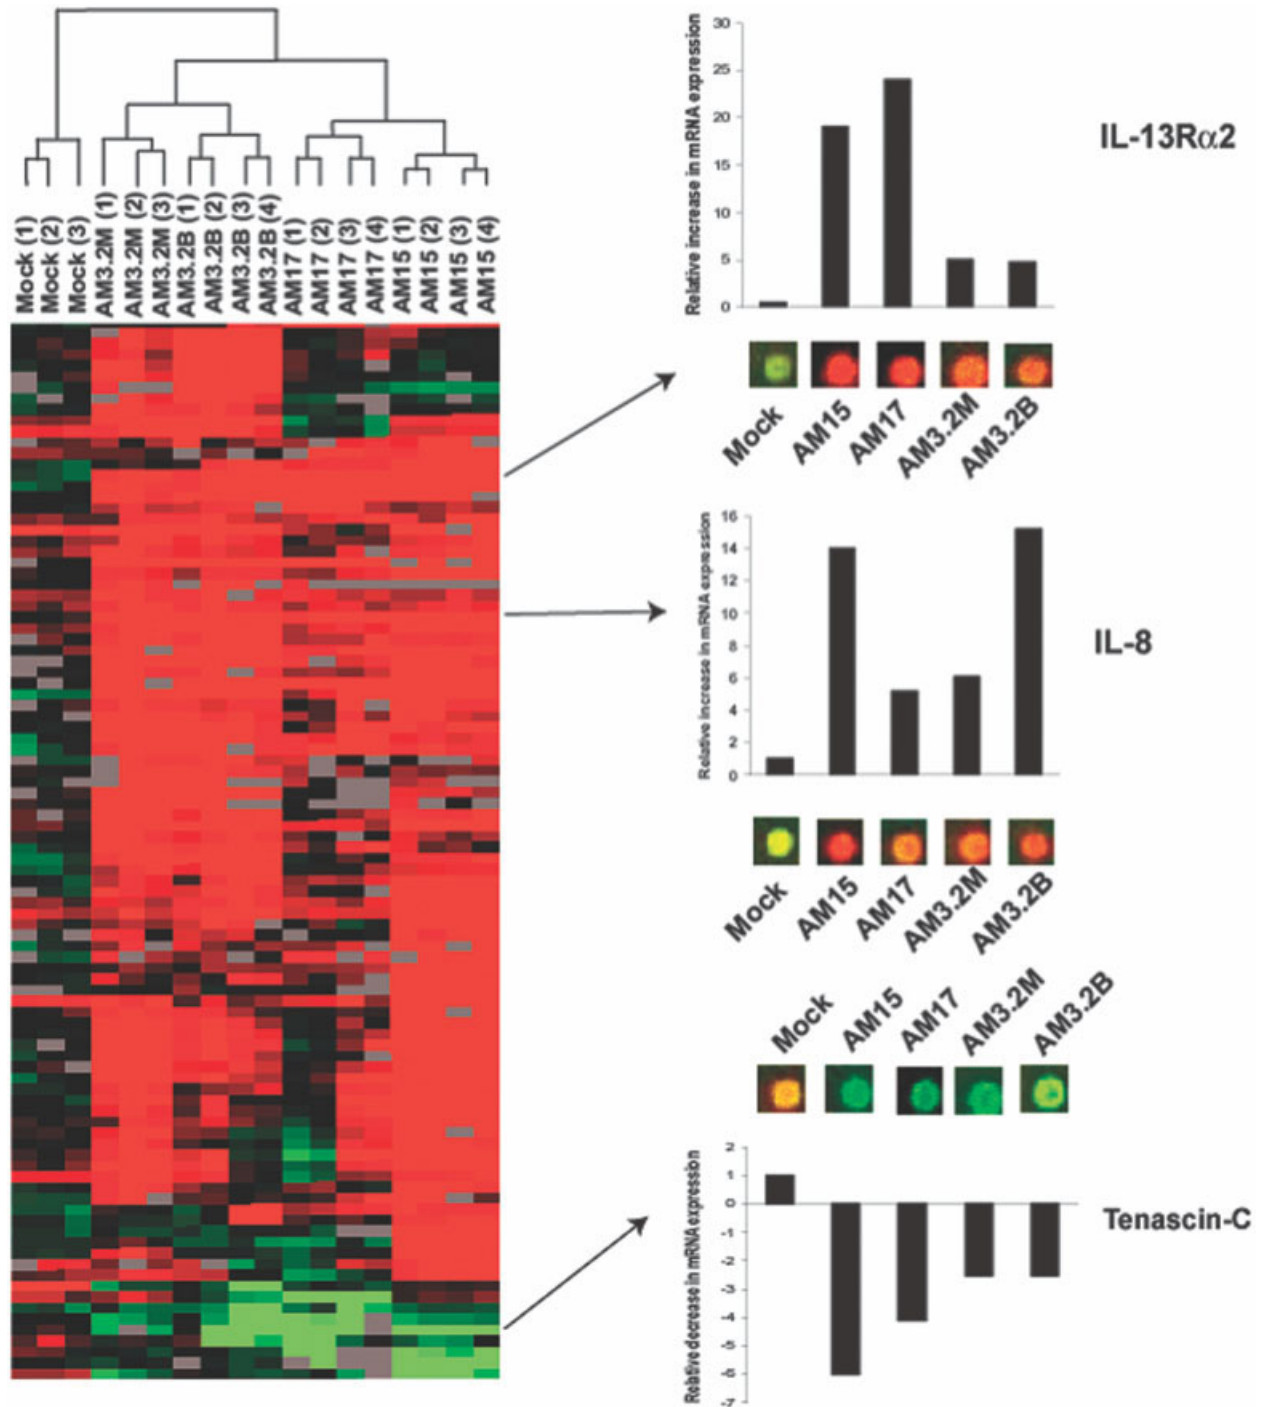 Mock (1)
Mock (2)
Mock (3)
AM3.2M (1)
AM3.2M (2)
AM3.2M (3)
AM3.2B (1)
AM3.2B (2)
AM3.2B (3)
AM3.2B (4)
AM17 (1)
AM17 (2)
AM17 (3)
AM17 (4)
AM15 (1)
AM15 (2)
AM15 (3)
AM15 (4)
Relative increase in mRNA expression
30
25
20
15
10
5
0
IL-13Rα2
Mock
AM15
AM17
AM3.2M
AM3.2B
Relative increase in mRNA expression
16
14
12
10
8
6
4
2
0
IL-8
Mock
AM15
AM17
AM3.2M
AM3.2B
Mock
AM15
AM17
AM3.2M
AM3.2B
Relative decrease in mRNA expression
2
1
0
-1
-2
-3
-4
-5
-6
-7
Tenascin-C